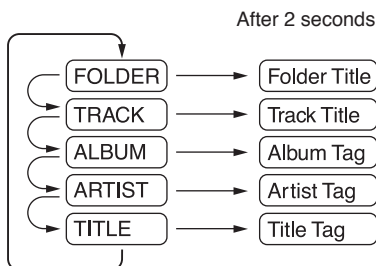 After 2 seconds
FOLDER Folder Title
TRACK Track Title
ALBUM Album Tag
ARTIST Artist Tag
TITLE Title Tag